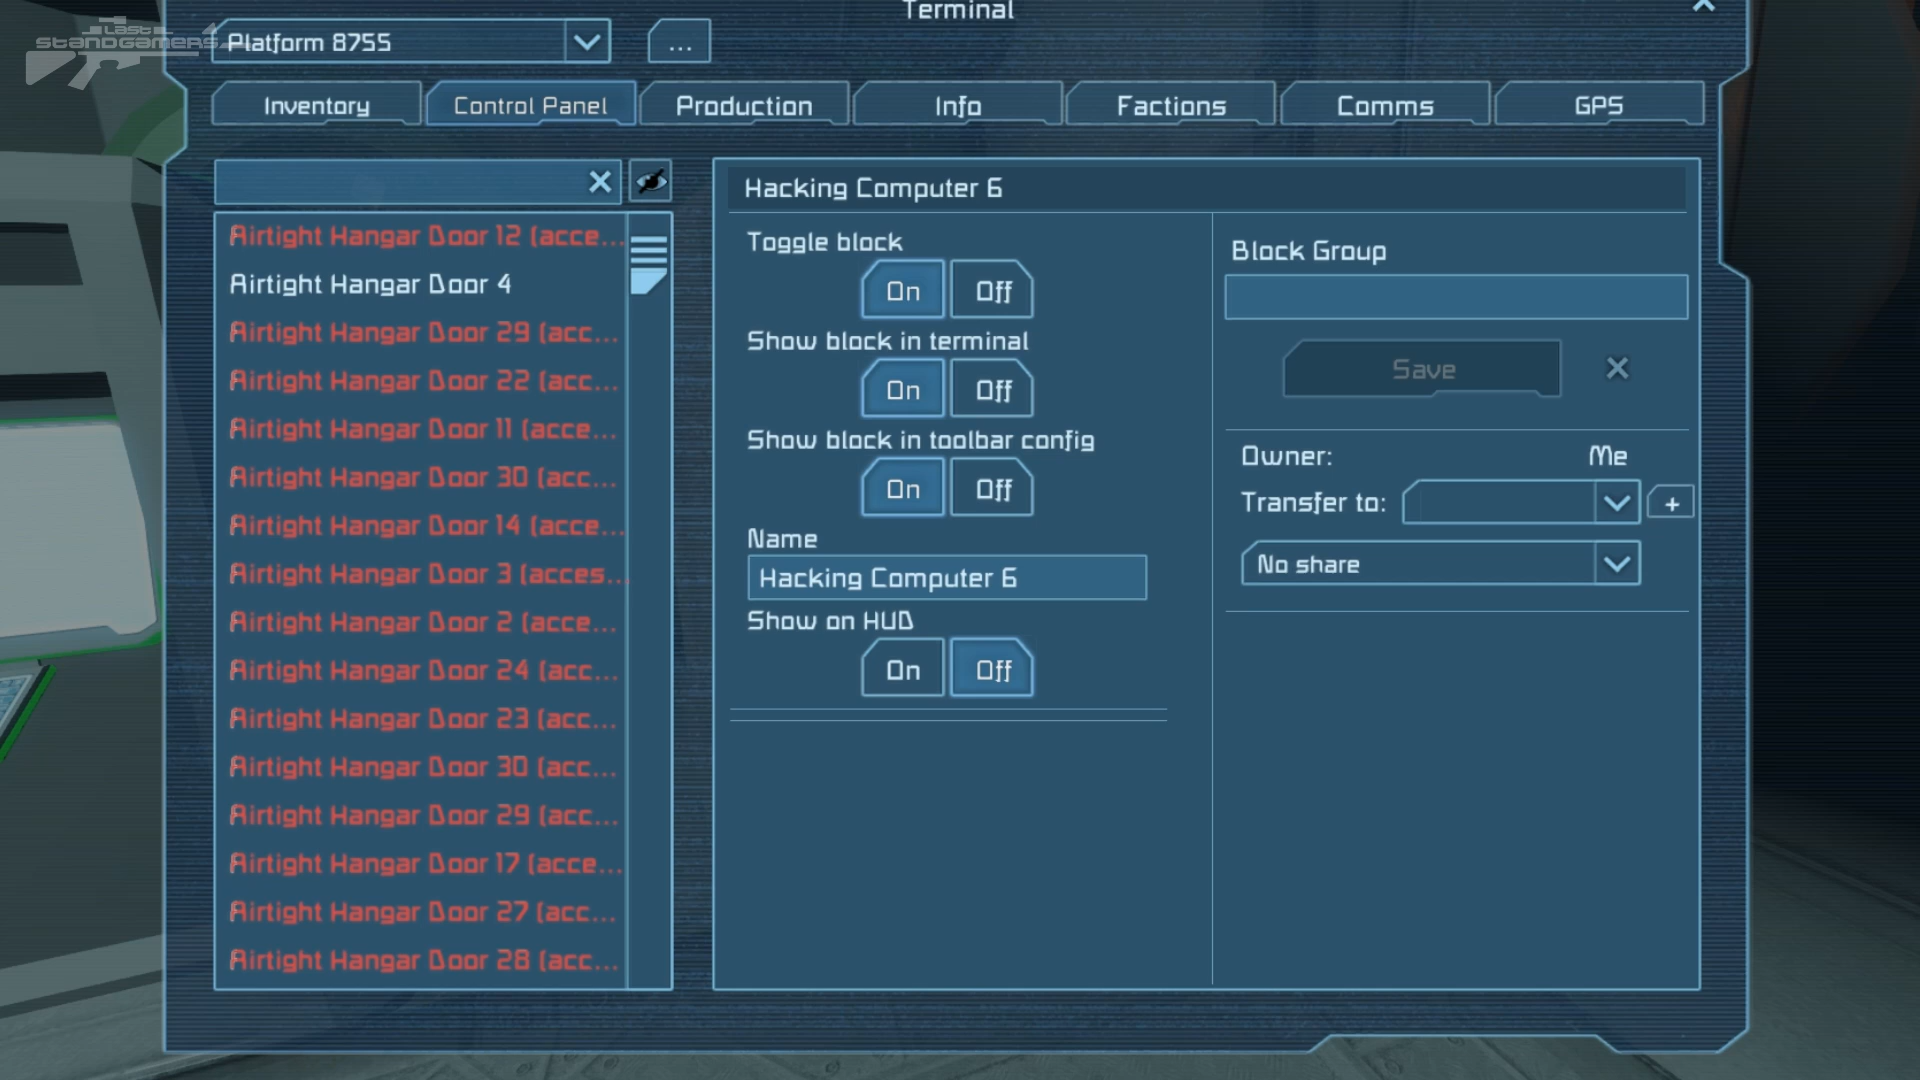 Terminal
Last
StandGamers
Platform 8755
...
Inventory
Control Panel
Production
Info
Factions
Comms
GPS
Airtight Hangar Door 12 (acce...
Airtight Hangar Door 4
Airtight Hangar Door 29 (acc...
Airtight Hangar Door 22 (acc...
Airtight Hangar Door 11 (acce...
Airtight Hangar Door 30 (acc...
Airtight Hangar Door 14 (acce...
Airtight Hangar Door 3 (acces...
Airtight Hangar Door 2 (acce...
Airtight Hangar Door 24 (acc...
Airtight Hangar Door 23 (acc...
Airtight Hangar Door 30 (acc...
Airtight Hangar Door 29 (acc...
Airtight Hangar Door 17 (acce...
Airtight Hangar Door 27 (acc...
Airtight Hangar Door 28 (acc...
Hacking Computer 6
Toggle block
On Off
Show block in terminal
On Off
Show block in toolbar config
On Off
Name
Hacking Computer 6
Show on HUD
On Off
Block Group
Save
Owner: Me
Transfer to:
+
No share